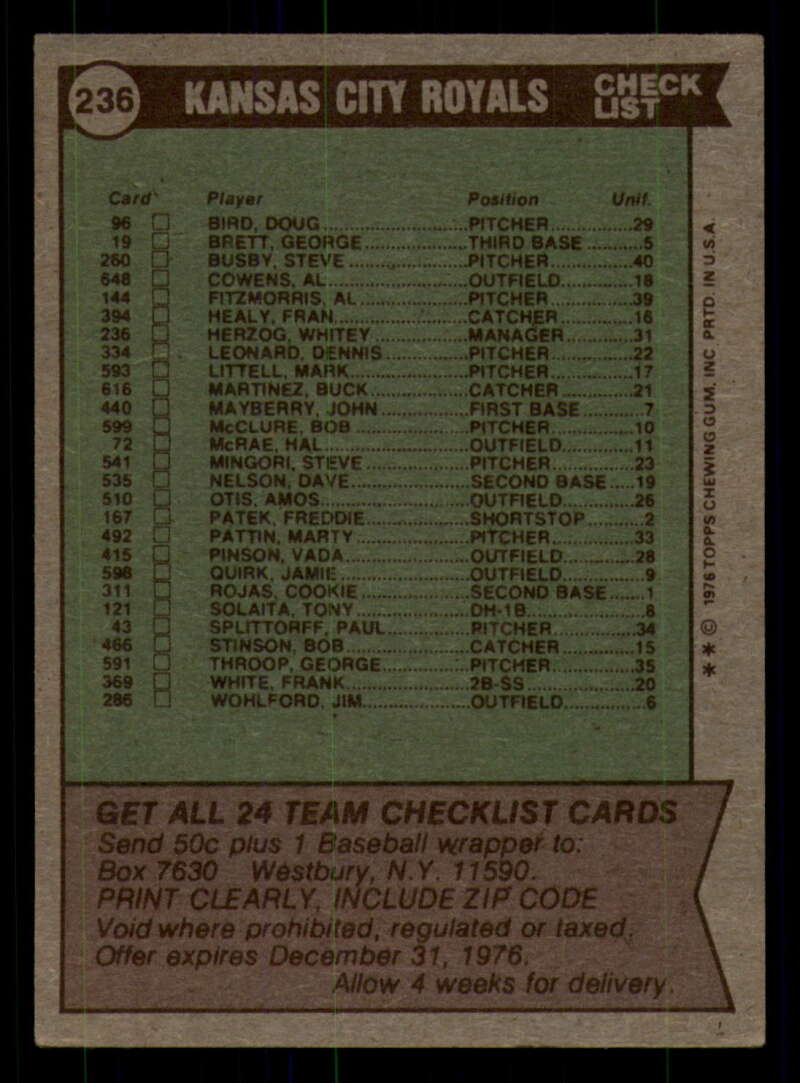 236 KANSAS CITY ROYALS CHECK LIST
Card Player Position Unif.
96 BIRD, DOUG PITCHER 29
19 BRETT, GEORGE THIRD BASE 5
260 BUSBY, STEVE PITCHER 40
648 COWENS, AL OUTFIELD 18
144 FITZMORRIS, AL PITCHER 39
394 HEALY, FRAN CATCHER 16
236 HERZOG, WHITEY MANAGER 31
334 LEONARD, DENNIS PITCHER 22
593 LITTELL, MARK PITCHER 17
616 MARTINEZ, BUCK CATCHER 21
440 MAYBERRY, JOHN FIRST BASE 7
599 McCLURE, BOB PITCHER 10
72 McRAE, HAL OUTFIELD 11
541 MINGORI, STEVE PITCHER 23
535 NELSON, DAVE SECOND BASE 19
510 OTIS, AMOS OUTFIELD 26
167 PATEK, FREDDIE SHORTSTOP 2
492 PATTIN, MARTY PITCHER 33
415 PINSON, VADA OUTFIELD 28
598 QUIRK, JAMIE OUTFIELD 9
311 ROJAS, COOKIE SECOND BASE 1
121 SOLAITA, TONY DH-1B 8
43 SPLITTORFF, PAUL PITCHER 34
466 STINSON, BOB CATCHER 15
591 THROOP, GEORGE PITCHER 35
369 WHITE, FRANK 2B-SS 20
286 WOHLFORD, JIM OUTFIELD 6
GET ALL 24 TEAM CHECKLIST CARDS
Send 50c plus 1 Baseball wrapper to:
Box 7630 Westbury, N.Y. 11590.
PRINT CLEARLY, INCLUDE ZIP CODE
Void where prohibited, regulated or taxed.
Offer expires December 31, 1976.
Allow 4 weeks for delivery.
** © 1976 TOPPS CHEWING GUM, INC PRTD. IN U.S.A.